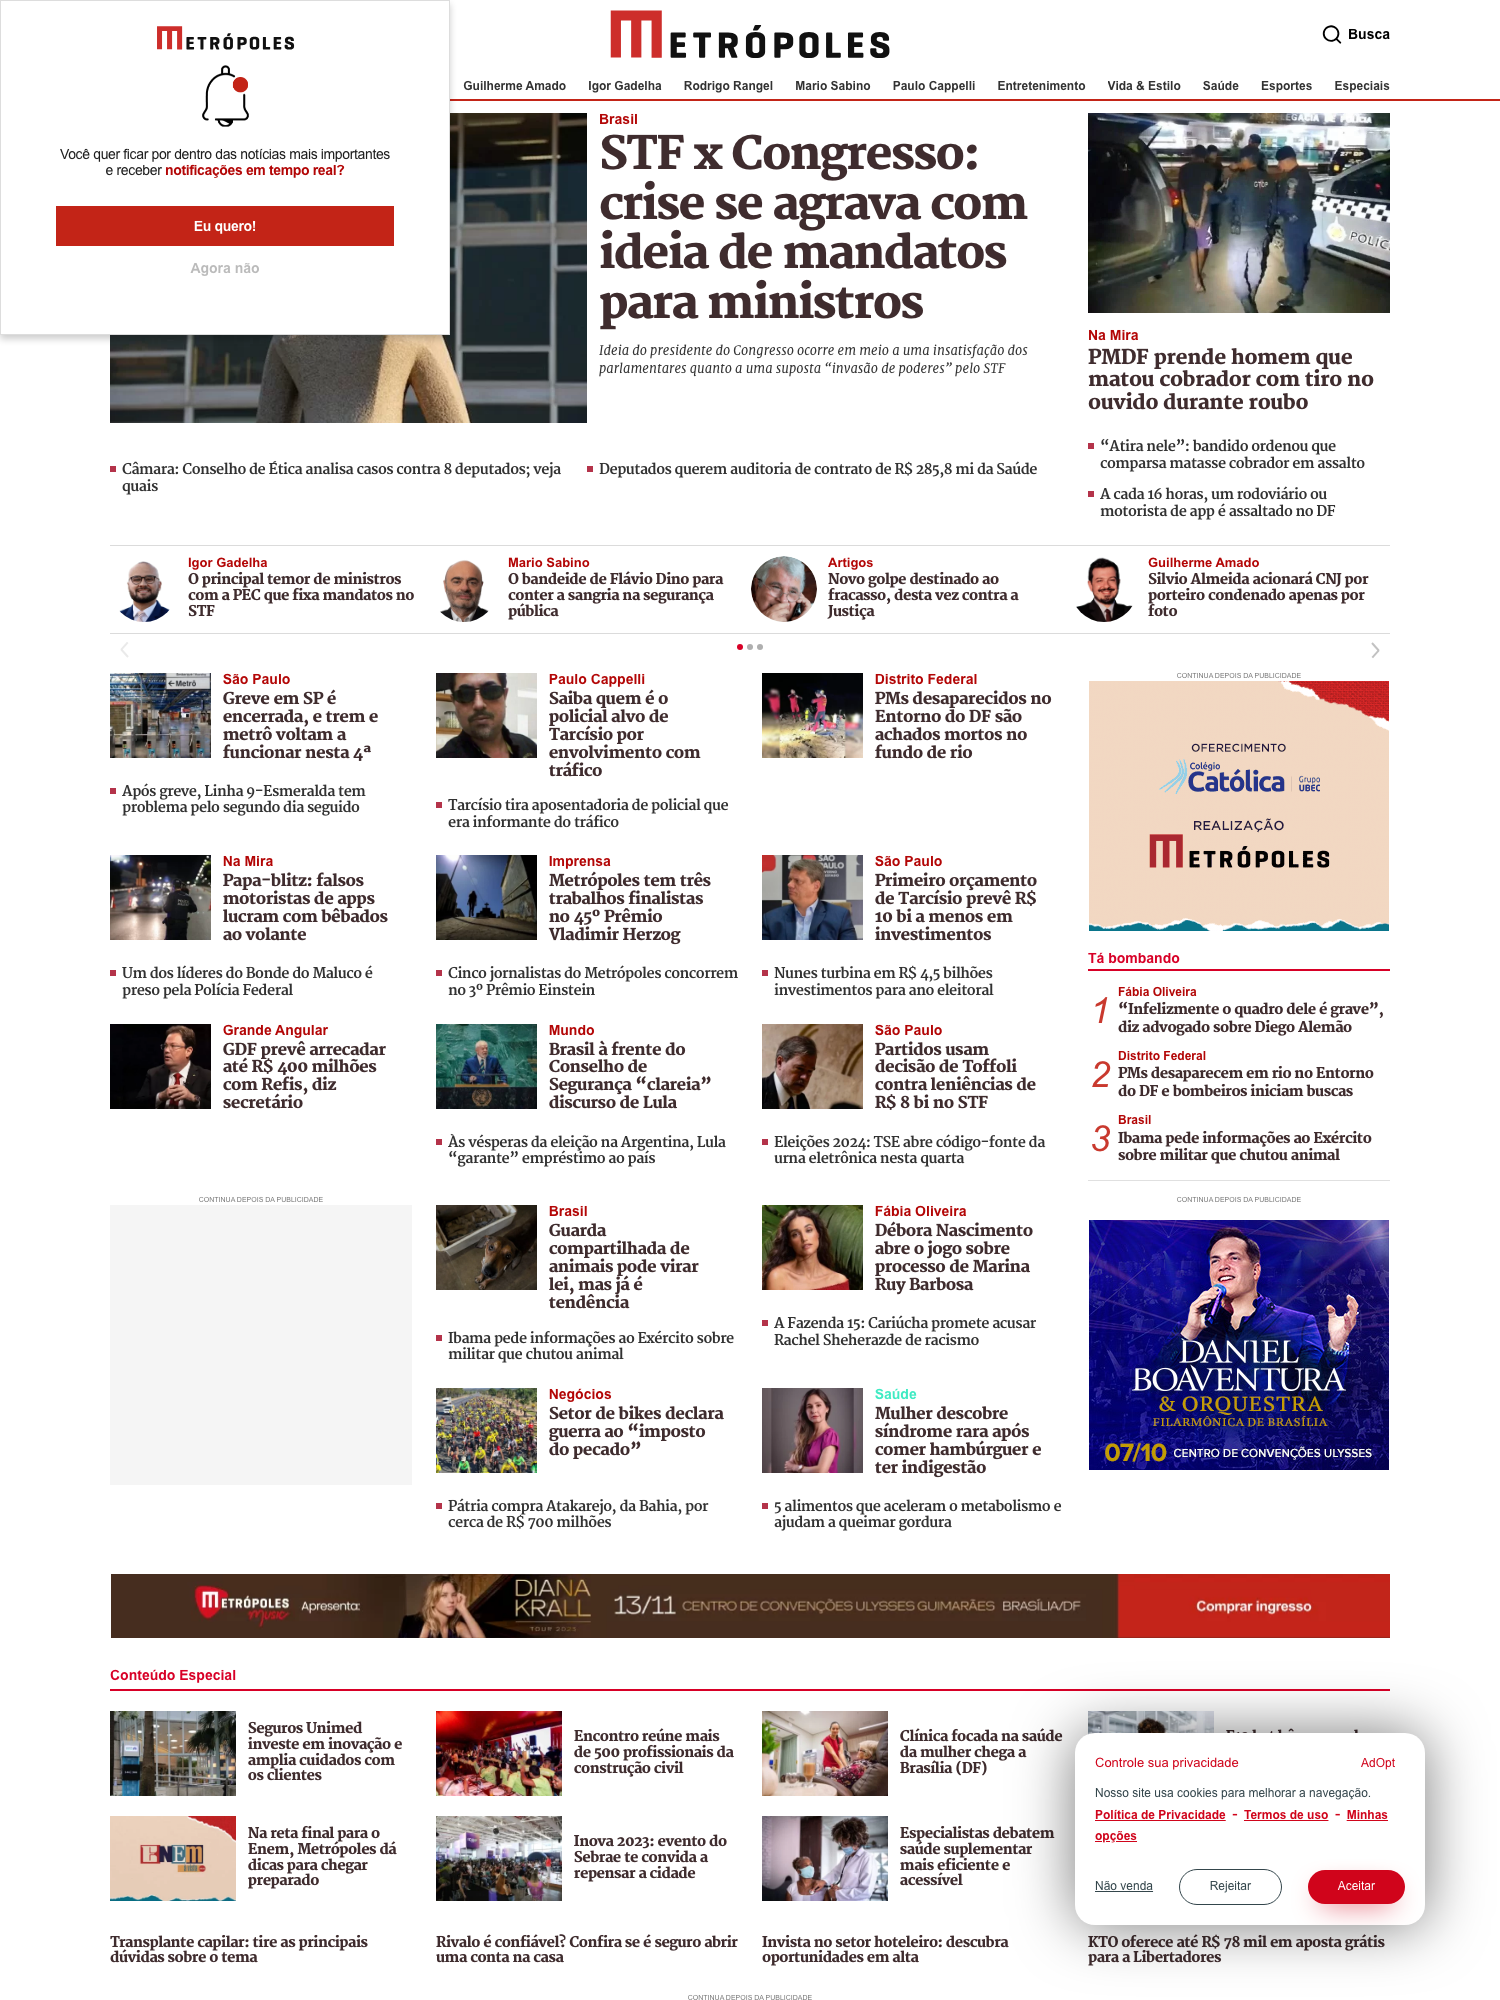 METRÓPOLES
Você quer ficar por dentro das notícias mais importantes
e receber notificações em tempo real?
Eu quero!
Agora não
METRÓPOLES
Busca
Guilherme Amado
Igor Gadelha
Rodrigo Rangel
Mario Sabino
Paulo Cappelli
Entretenimento
Vida & Estilo
Saúde
Esportes
Especiais
Brasil
STF x Congresso:
crise se agrava com
ideia de mandatos
para ministros
Ideia do presidente do Congresso ocorre em meio a uma insatisfação dos
parlamentares quanto a uma suposta “invasão de poderes” pelo STF
Câmara: Conselho de Ética analisa casos contra 8 deputados; veja
quais
Deputados querem auditoria de contrato de R$ 285,8 mi da Saúde
Na Mira
PMDF prende homem que
matou cobrador com tiro no
ouvido durante roubo
“Atira nele”: bandido ordenou que
comparsa matasse cobrador em assalto
A cada 16 horas, um rodoviário ou
motorista de app é assaltado no DF
Igor Gadelha
O principal temor de ministros
com a PEC que fixa mandatos no
STF
Mario Sabino
O bandeide de Flávio Dino para
conter a sangria na segurança
pública
Artigos
Novo golpe destinado ao
fracasso, desta vez contra a
Justiça
Guilherme Amado
Silvio Almeida acionará CNJ por
porteiro condenado apenas por
foto
Metrô
São Paulo
Greve em SP é
encerrada, e trem e
metrô voltam a
funcionar nesta 4ª
Após greve, Linha 9-Esmeralda tem
problema pelo segundo dia seguido
Paulo Cappelli
Saiba quem é o
policial alvo de
Tarcísio por
envolvimento com
tráfico
Tarcísio tira aposentadoria de policial que
era informante do tráfico
Distrito Federal
PMs desaparecidos no
Entorno do DF são
achados mortos no
fundo de rio
CONTINUA DEPOIS DA PUBLICIDADE
OFERECIMENTO
Colégio
Católica
Grupo
UBEC
REALIZAÇÃO
METRÓPOLES
Na Mira
Papa-blitz: falsos
motoristas de apps
lucram com bêbados
ao volante
Um dos líderes do Bonde do Maluco é
preso pela Polícia Federal
Imprensa
Metrópoles tem três
trabalhos finalistas
no 45º Prêmio
Vladimir Herzog
Cinco jornalistas do Metrópoles concorrem
no 3º Prêmio Einstein
São Paulo
Primeiro orçamento
de Tarcísio prevê R$
10 bi a menos em
investimentos
Nunes turbina em R$ 4,5 bilhões
investimentos para ano eleitoral
Tá bombando
1
Fábia Oliveira
“Infelizmente o quadro dele é grave”,
diz advogado sobre Diego Alemão
2
Distrito Federal
PMs desaparecem em rio no Entorno
do DF e bombeiros iniciam buscas
3
Brasil
Ibama pede informações ao Exército
sobre militar que chutou animal
Grande Angular
GDF prevê arrecadar
até R$ 400 milhões
com Refis, diz
secretário
Mundo
Brasil à frente do
Conselho de
Segurança “clareia”
discurso de Lula
Às vésperas da eleição na Argentina, Lula
“garante” empréstimo ao país
São Paulo
Partidos usam
decisão de Toffoli
contra leniências de
R$ 8 bi no STF
Eleições 2024: TSE abre código-fonte da
urna eletrônica nesta quarta
CONTINUA DEPOIS DA PUBLICIDADE
Brasil
Guarda
compartilhada de
animais pode virar
lei, mas já é
tendência
Ibama pede informações ao Exército sobre
militar que chutou animal
Fábia Oliveira
Débora Nascimento
abre o jogo sobre
processo de Marina
Ruy Barbosa
A Fazenda 15: Cariúcha promete acusar
Rachel Sheherazde de racismo
CONTINUA DEPOIS DA PUBLICIDADE
DANIEL
BOAVENTURA
& ORQUESTRA
FILARMÔNICA DE BRASÍLIA
07/10 CENTRO DE CONVENÇÕES ULYSSES
Negócios
Setor de bikes declara
guerra ao “imposto
do pecado”
Pátria compra Atakarejo, da Bahia, por
cerca de R$ 700 milhões
Saúde
Mulher descobre
síndrome rara após
comer hambúrguer e
ter indigestão
5 alimentos que aceleram o metabolismo e
ajudam a queimar gordura
METRÓPOLES
music
Apresenta:
DIANA
KRALL
13/11 CENTRO DE CONVENÇÕES ULYSSES GUIMARÃES BRASÍLIA/DF
Comprar ingresso
Conteúdo Especial
Seguros Unimed
investe em inovação e
amplia cuidados com
os clientes
Encontro reúne mais
de 500 profissionais da
construção civil
Clínica focada na saúde
da mulher chega a
Brasília (DF)
ENEM
Na reta final para o
Enem, Metrópoles dá
dicas para chegar
preparado
Inova 2023: evento do
Sebrae te convida a
repensar a cidade
Especialistas debatem
saúde suplementar
mais eficiente e
acessível
Controle sua privacidade
AdOpt
Nosso site usa cookies para melhorar a navegação.
Política de Privacidade - Termos de uso - Minhas
opções
Não venda
Rejeitar
Aceitar
Transplante capilar: tire as principais
dúvidas sobre o tema
Rivalo é confiável? Confira se é seguro abrir
uma conta na casa
Invista no setor hoteleiro: descubra
oportunidades em alta
KTO oferece até R$ 78 mil em aposta grátis
para a Libertadores
CONTINUA DEPOIS DA PUBLICIDADE